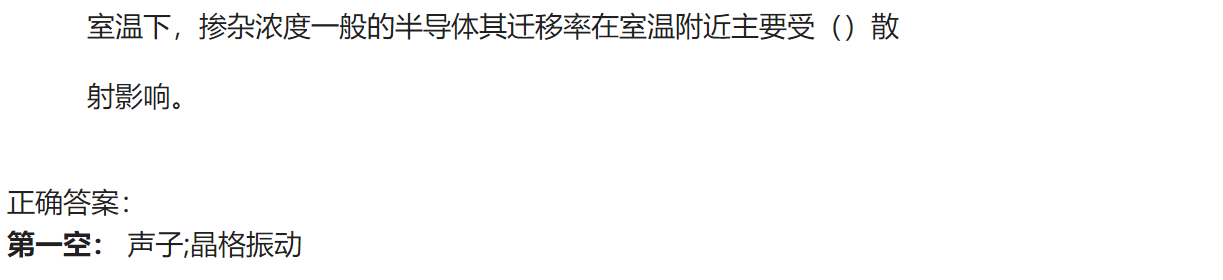 室温下，掺杂浓度一般的半导体其迁移率在室温附近主要受（）散
射影响。
正确答案：
第一空： 声子;晶格振动